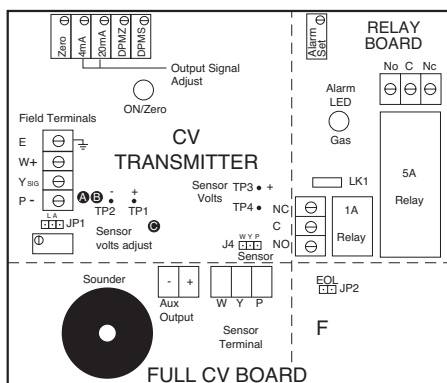 Zero 4mA 20mA DPMZ DPMS
Output Signal
Adjust
ON/Zero
Alarm
Set
RELAY
BOARD
No C Nc
Alarm
LED
Gas
Field Terminals
E
W+
Y SIG
P -
CV
TRANSMITTER
A B - +
TP2 TP1
Sensor
Volts
TP3 +
TP4
LK1
5A
Relay
NC
C
NO
1A
Relay
L A
JP1
Sensor
volts adjust
C
W Y P
J4
Sensor
Sounder
- +
Aux
Output
W Y P
Sensor
Terminal
EOL
JP2
F
FULL CV BOARD